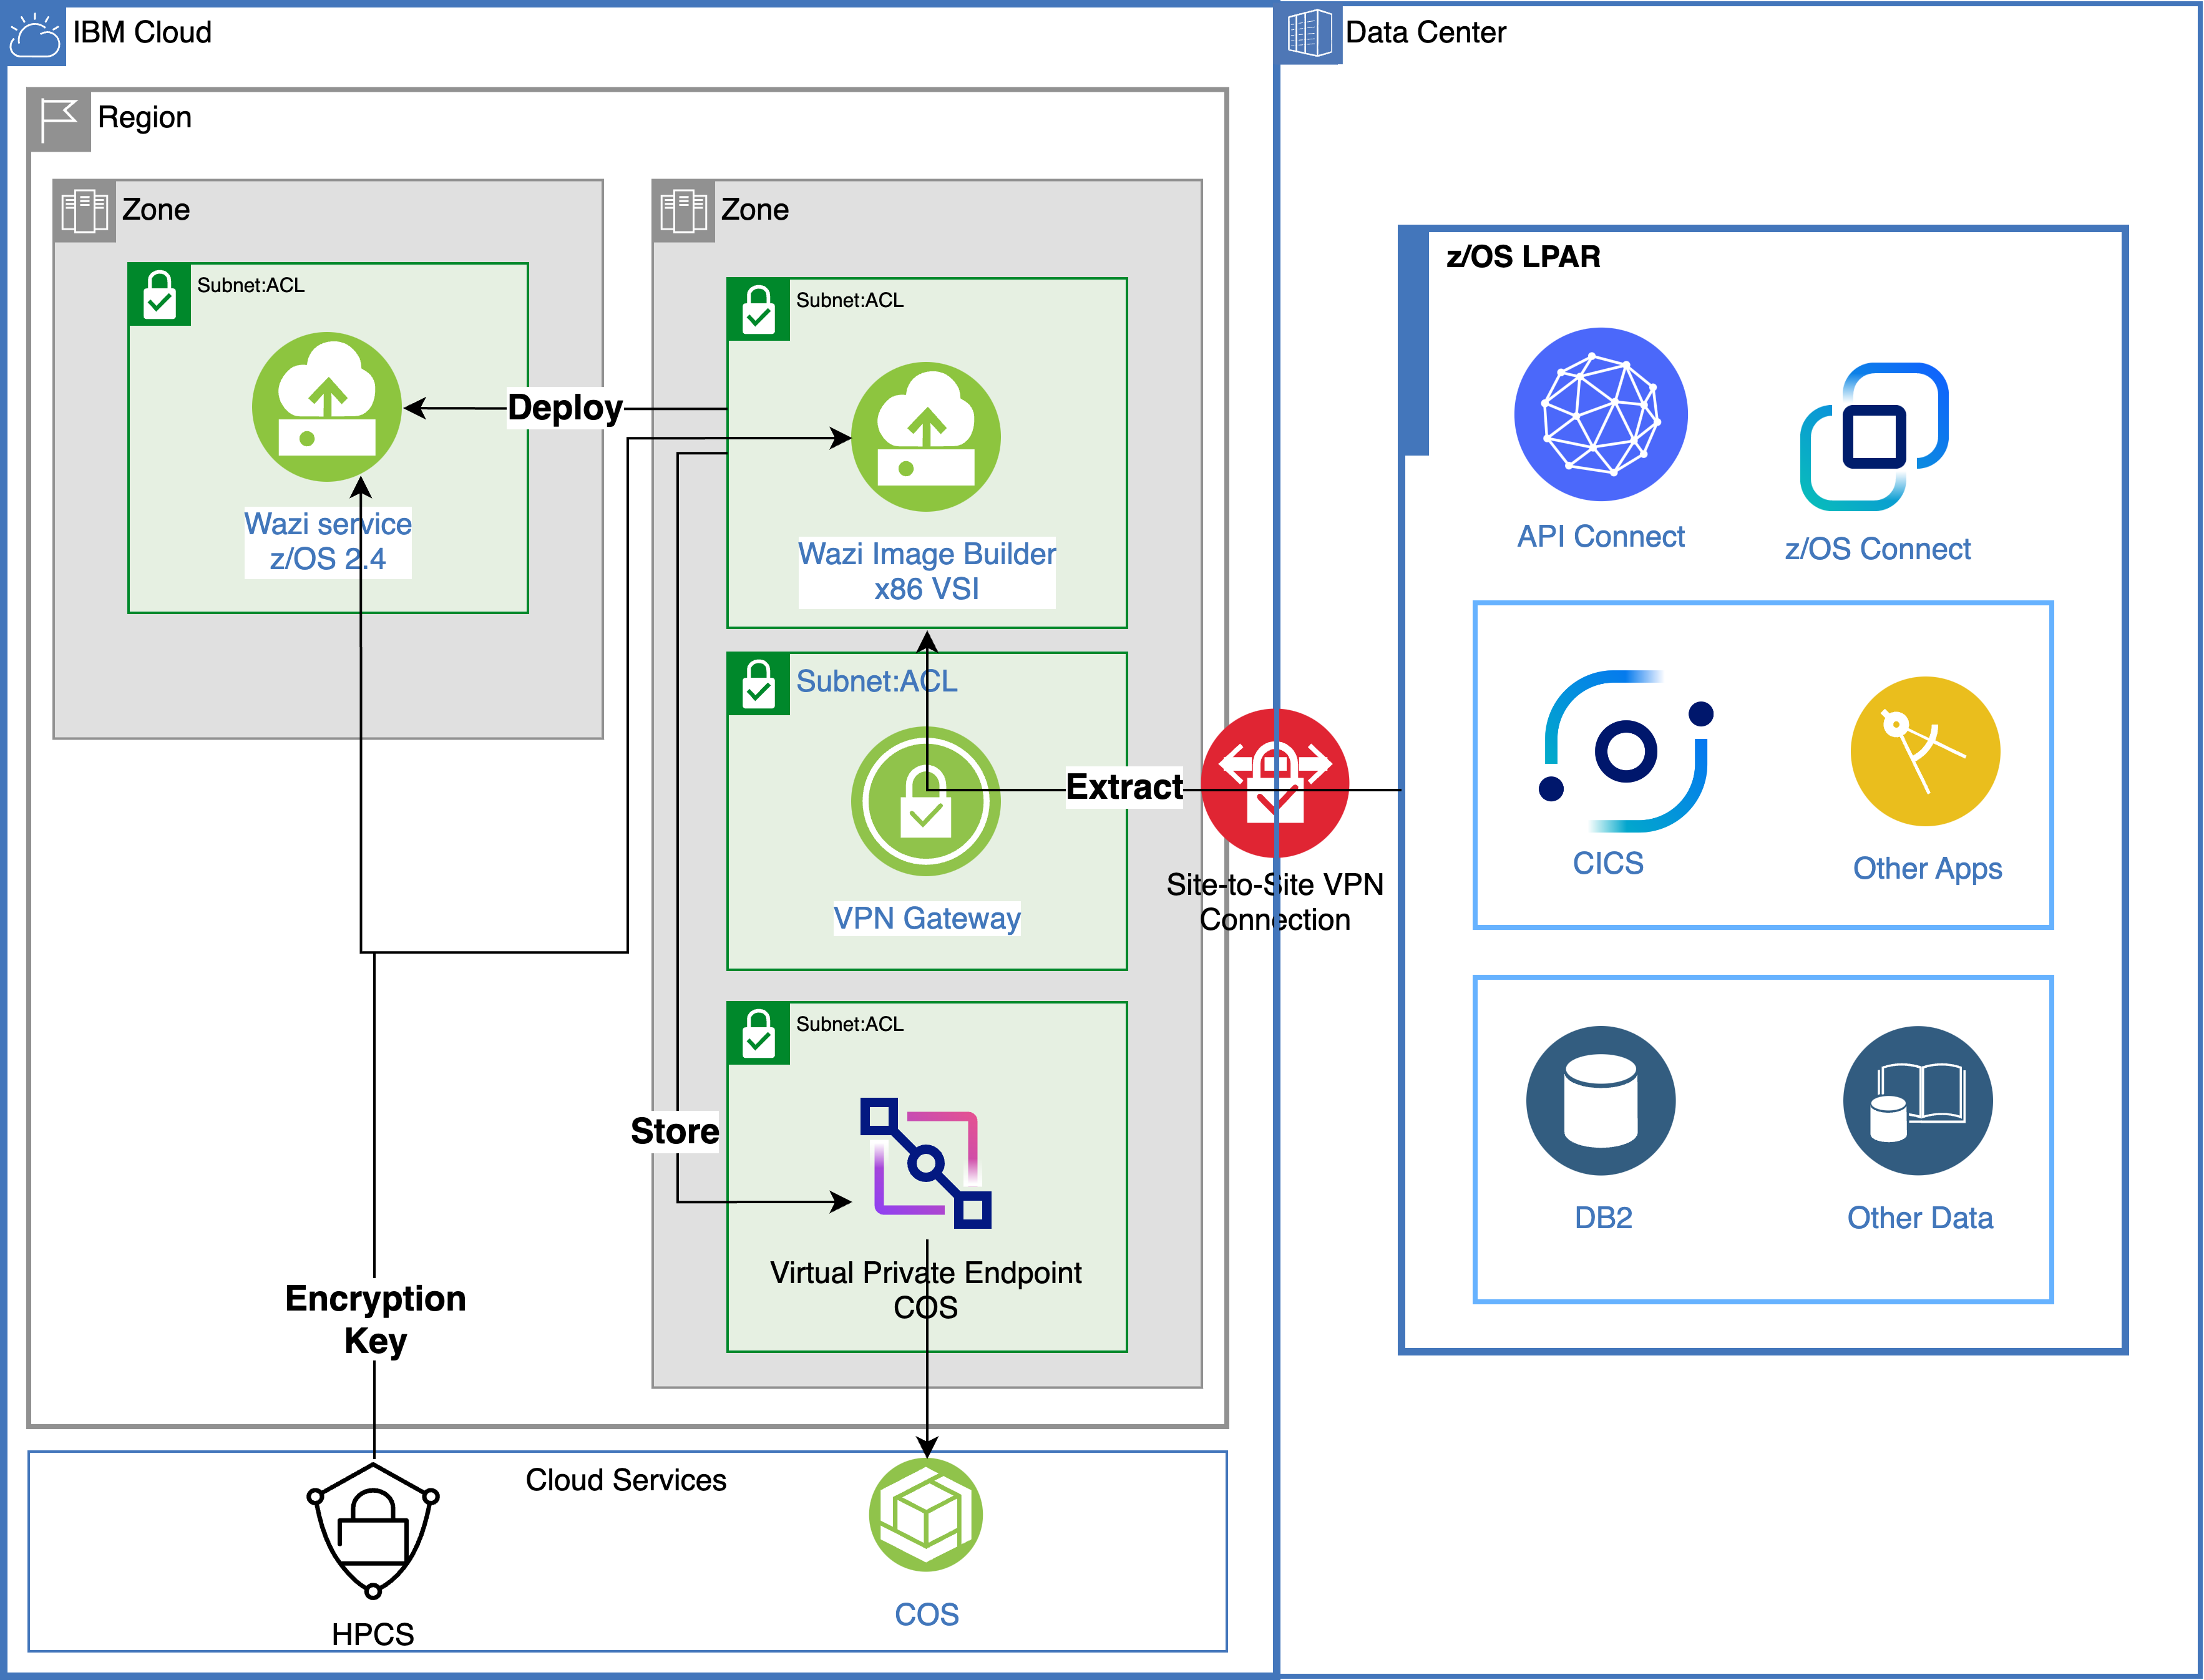 IBM Cloud
Data Center
Region
Zone
Zone
Subnet:ACL
Subnet:ACL
z/OS LPAR
Deploy
Wazi service
z/OS 2.4
Wazi Image Builder
x86 VSI
API Connect
z/OS Connect
Subnet:ACL
Extract
VPN Gateway
Site-to-Site VPN
Connection
CICS
Other Apps
Subnet:ACL
Store
Virtual Private Endpoint
COS
DB2
Other Data
Encryption
Key
Cloud Services
HPCS
COS